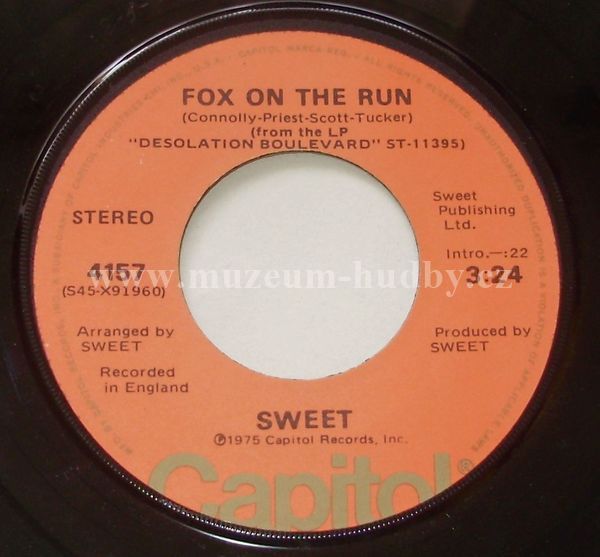 FOX ON THE RUN
(Connolly-Priest-Scott-Tucker)
(from the LP
"DESOLATION BOULEVARD" ST-11395)
STEREO
Sweet
Publishing
Ltd.
Intro.—:22
4157
3:24
(S45-X91960)
www.muzeum-hudby.cz
Arranged by
SWEET
Produced by
SWEET
Recorded
in England
SWEET
℗1975 Capitol Records, Inc.
Capitol®